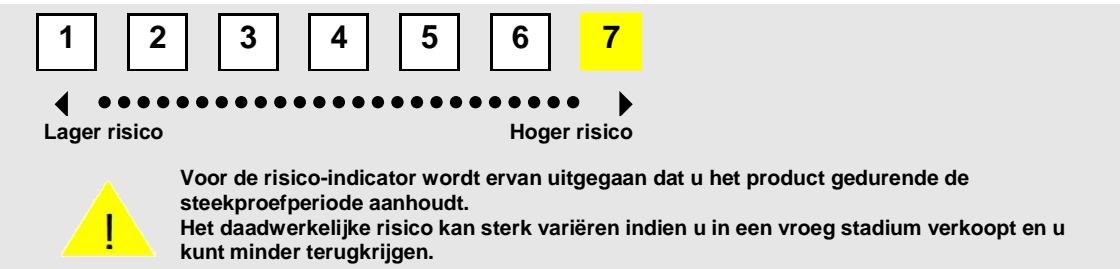 1 2 3 4 5 6 7
Lager risico Hoger risico
Voor de risico-indicator wordt ervan uitgegaan dat u het product gedurende de
steekproefperiode aanhoudt.
Het daadwerkelijke risico kan sterk variëren indien u in een vroeg stadium verkoopt en u
kunt minder terugkrijgen.
!